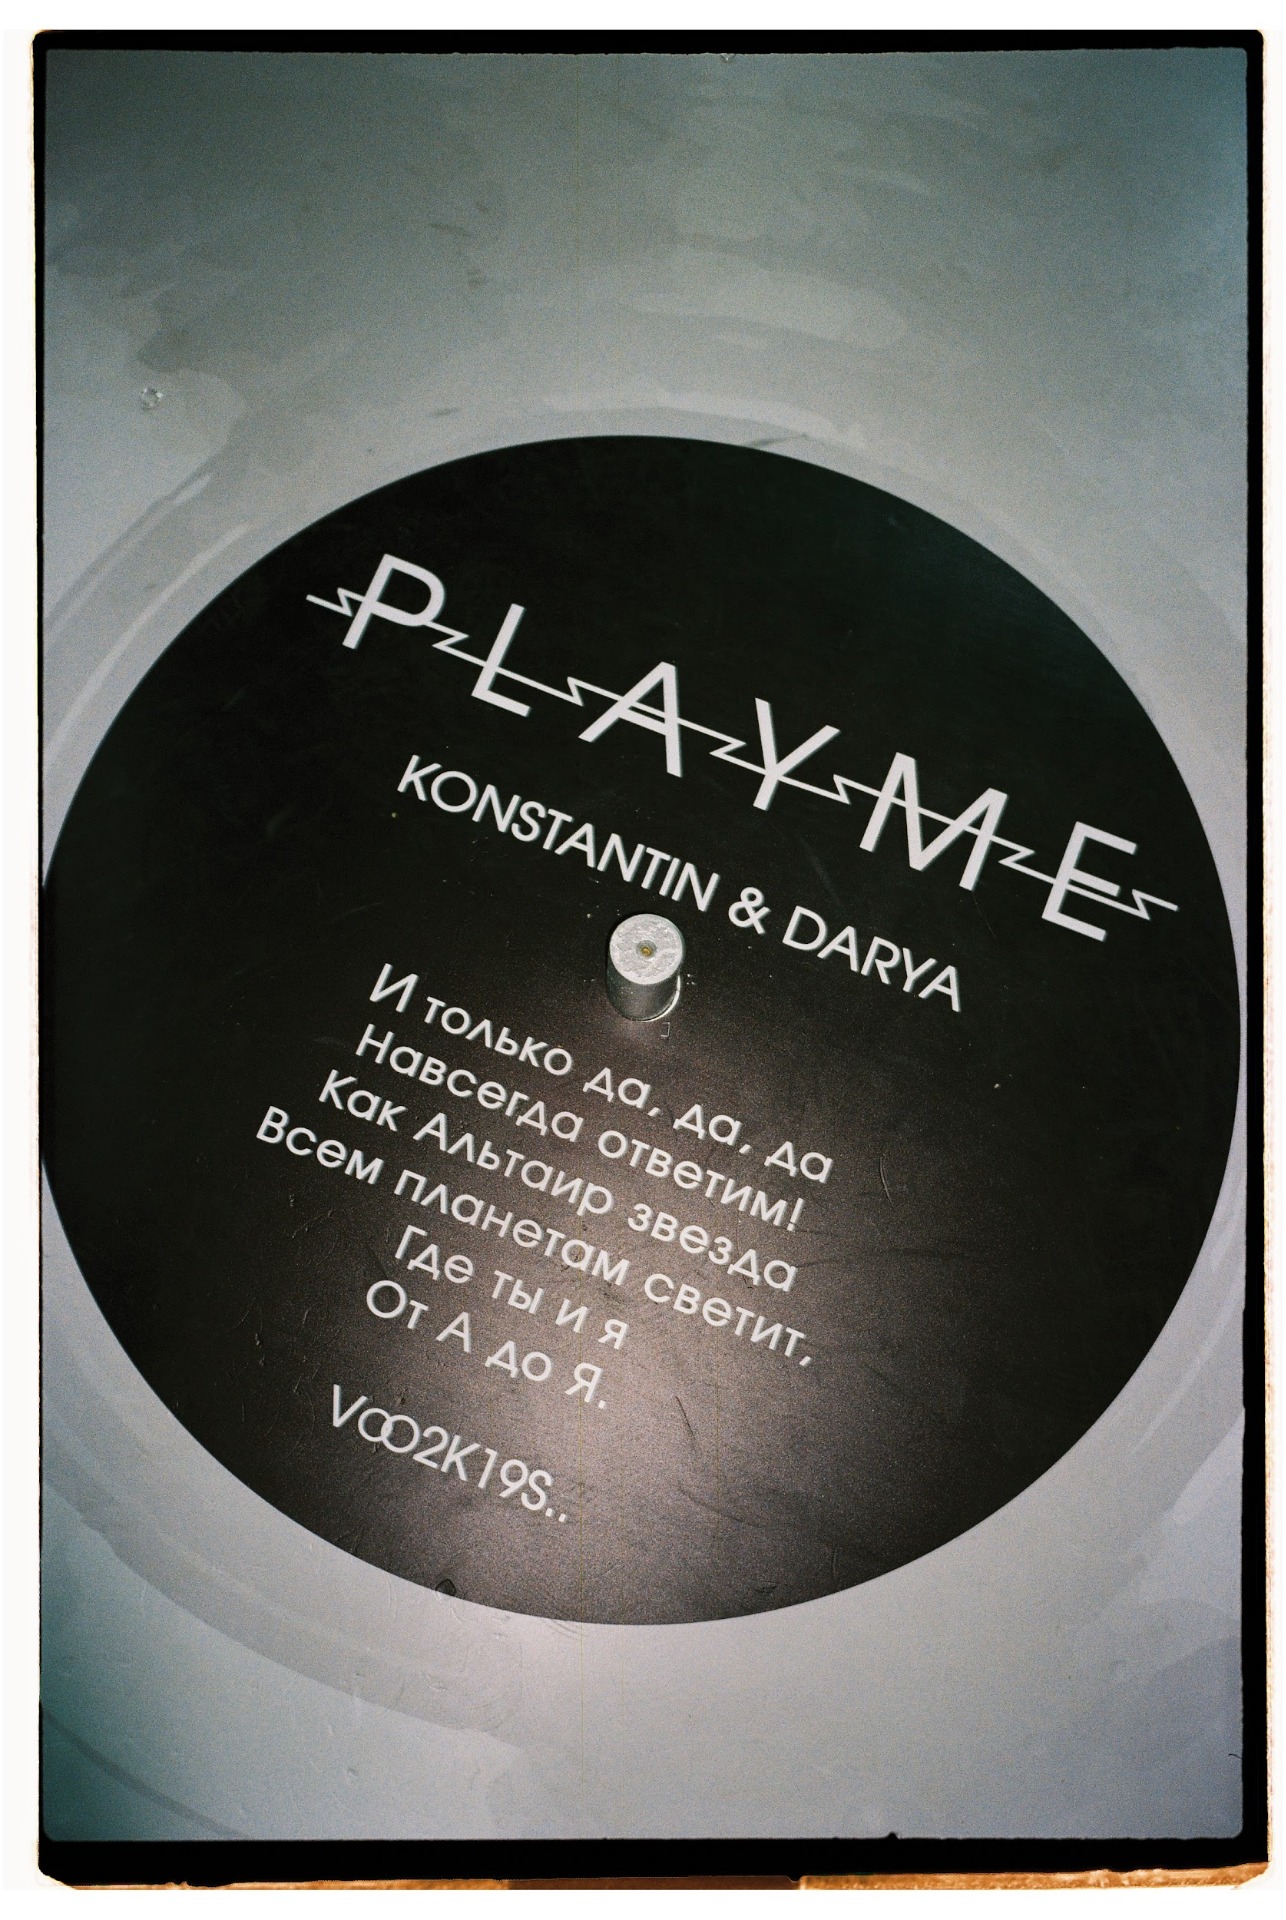 PLAYME
KONSTANTIN & DARYA
И только да, да, да
Навсегда ответим!
Как Альтаир звезда
Всем планетам светит,
Где ты и я
От А до Я.
VOO2K19S..